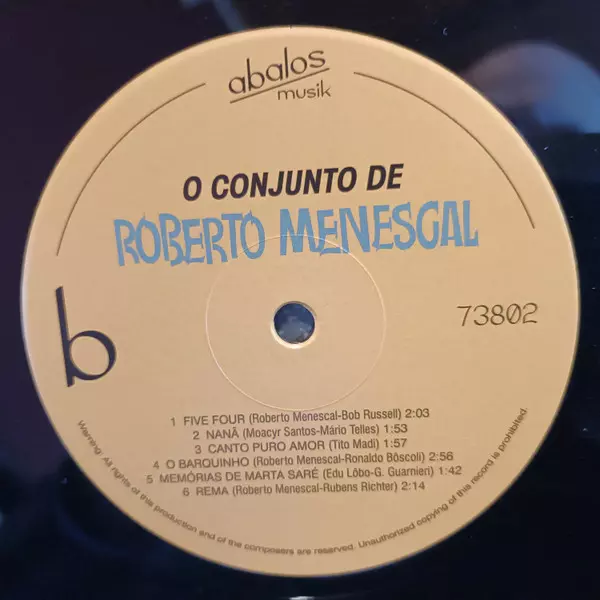 abalos
musik
O CONJUNTO DE
ROBERTO MENESCAL
b
73802
1 FIVE FOUR (Roberto Menescal-Bob Russell) 2:03
2 NANÃ (Moacyr Santos-Mário Telles) 1:53
3 CANTO PURO AMOR (Tito Madi) 1:57
4 O BARQUINHO (Roberto Menescal-Ronaldo Bôscoli) 2:56
5 MEMÓRIAS DE MARTA SARÉ (Edu Lôbo-G. Guarnieri) 1:42
6 REMA (Roberto Menescal-Rubens Richter) 2:14
Warning: All rights of this production and of the composers are reserved. Unauthorized copying of this record is prohibited.